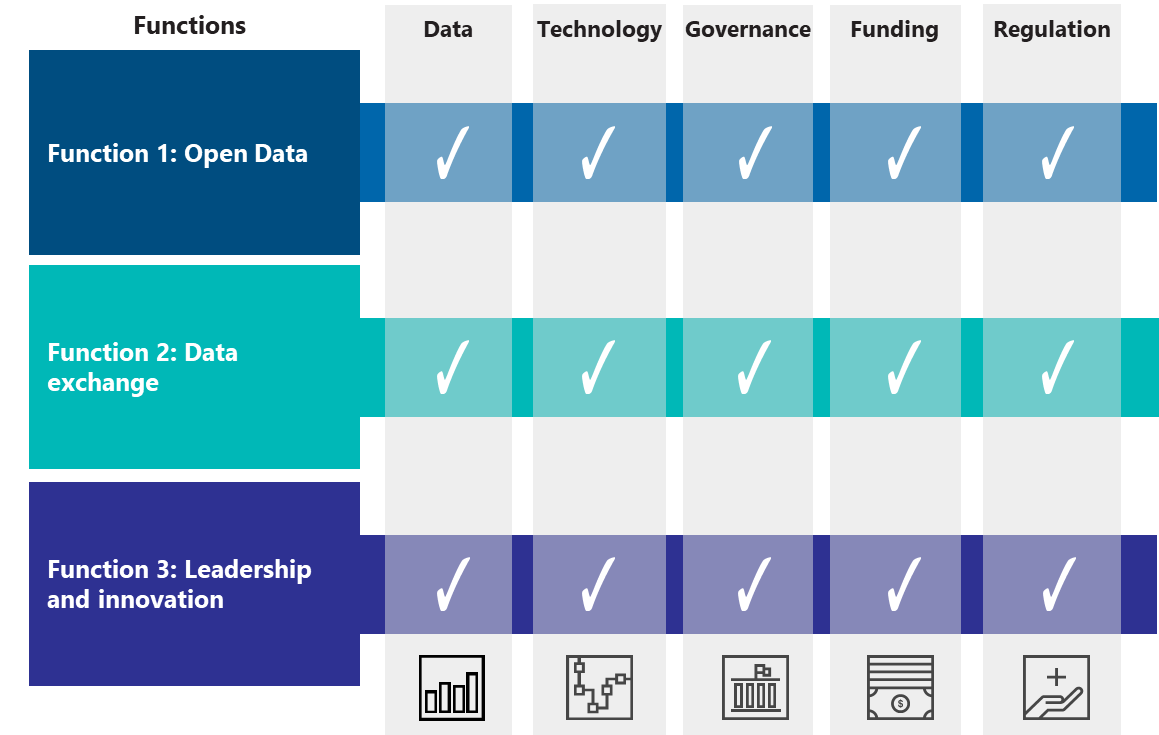 Functions
Data
Technology
Governance
Funding
Regulation
Function 1: Open Data
✓ ✓ ✓ ✓ ✓
Function 2: Data
exchange
✓ ✓ ✓ ✓ ✓
Function 3: Leadership
and innovation
✓ ✓ ✓ ✓ ✓
$